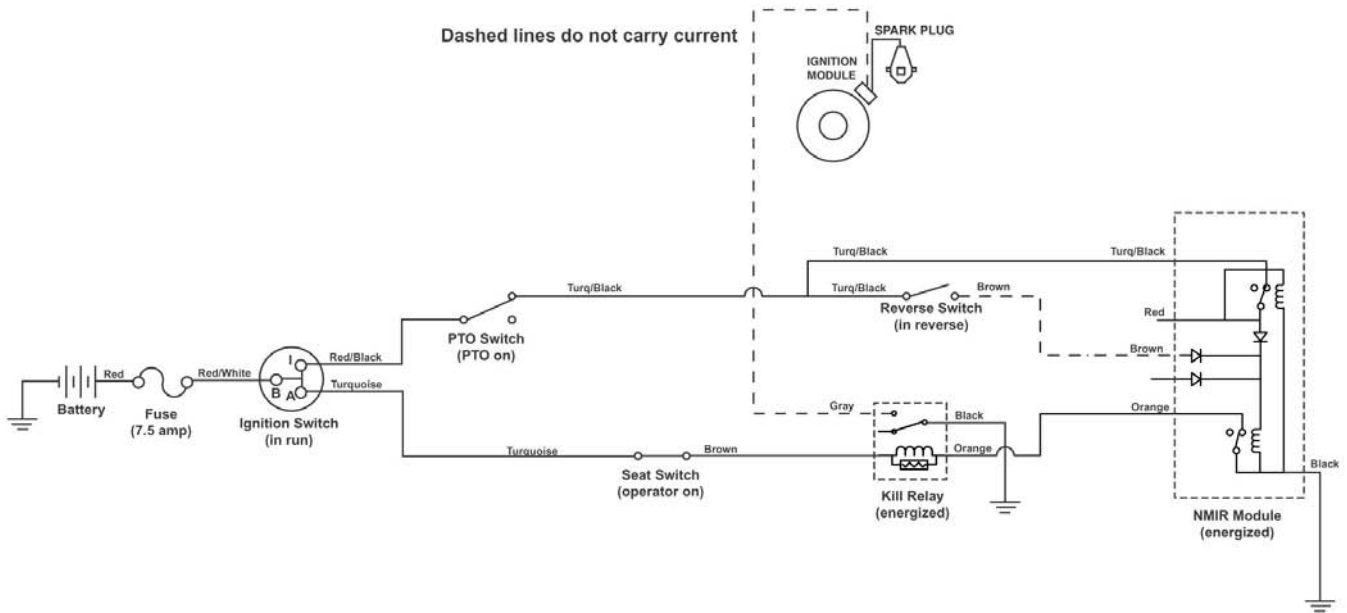 Dashed lines do not carry current
SPARK PLUG
IGNITION
MODULE
Turq/Black
Turq/Black
Turq/Black
Turq/Black
Brown
Reverse Switch
(in reverse)
Red
PTO Switch
(PTO on)
Red/Black
Brown
Red
Red/White
I
B
A
Turquoise
Battery
Fuse
(7.5 amp)
Ignition Switch
(in run)
Gray
Black
Orange
Turquoise
Brown
Orange
Seat Switch
(operator on)
Black
Kill Relay
(energized)
NMIR Module
(energized)